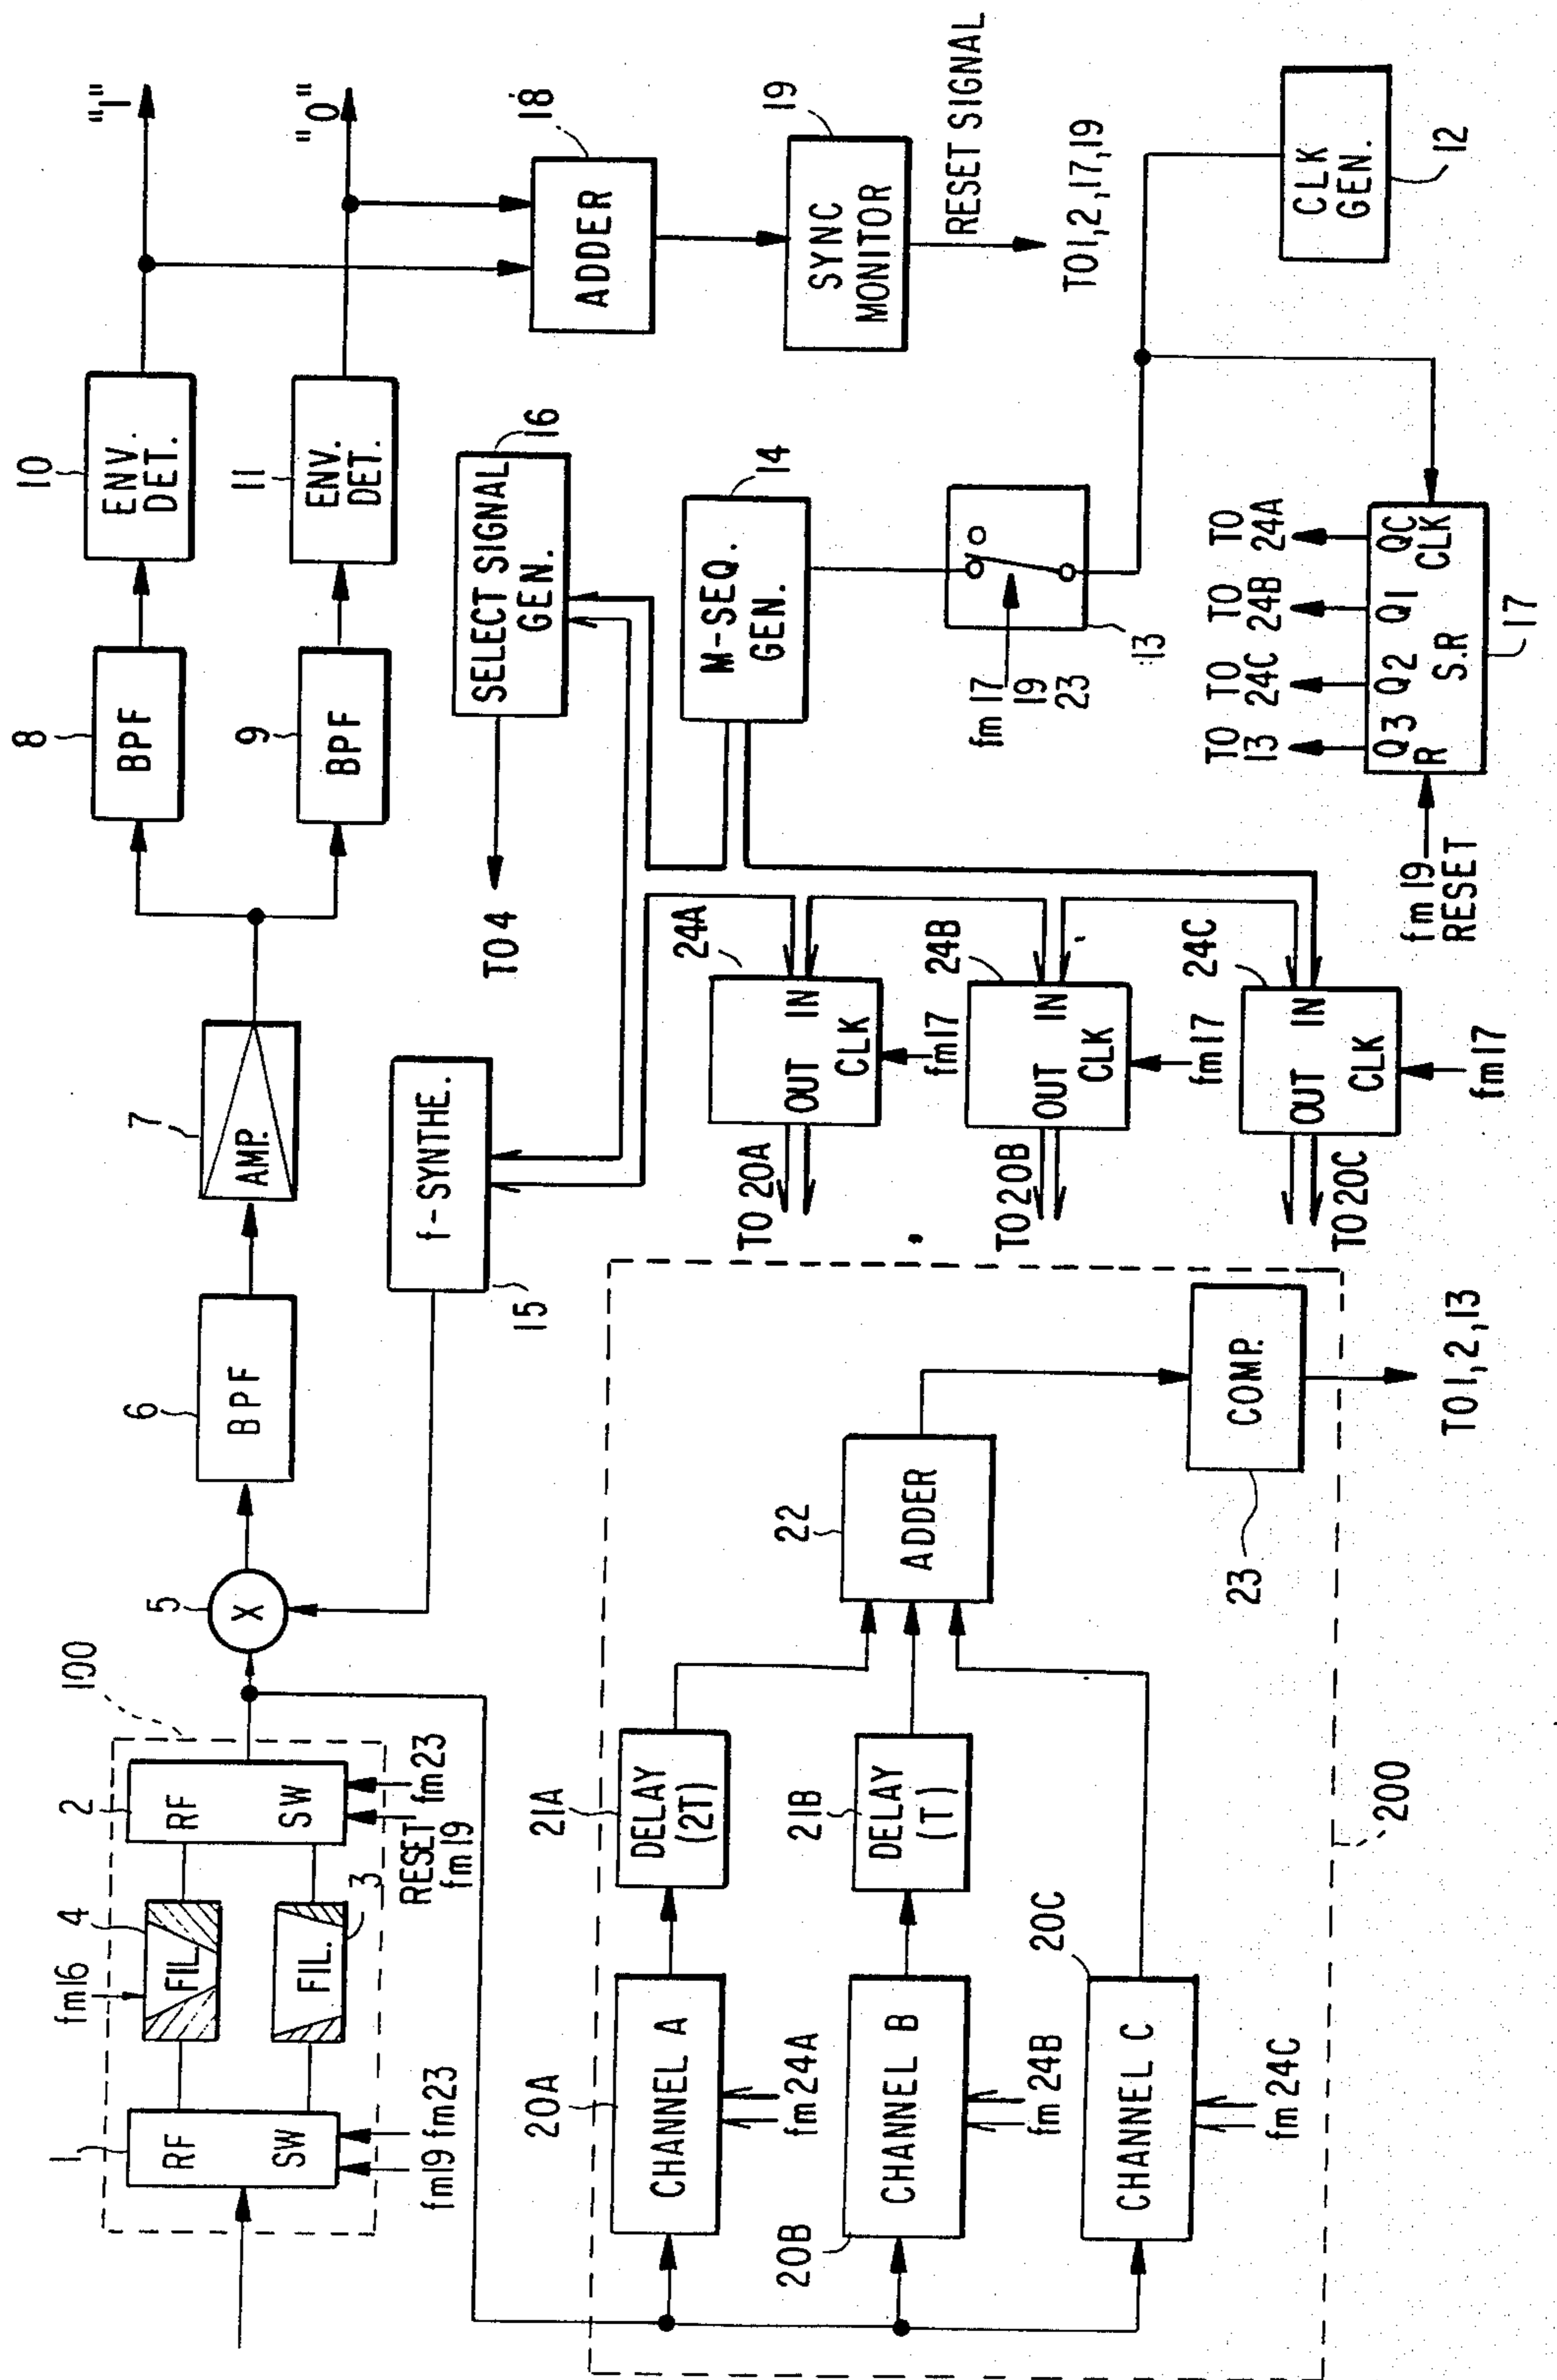 100
1
RF
SW
fm19
fm23
fm16
4
FIL.
FIL.
3
2
RF
SW
fm23
RESET
fm19
5
X
6
BPF
7
AMP.
8
BPF
9
BPF
10
ENV.
DET.
11
ENV.
DET.
"1"
"0"
18
ADDER
19
SYNC
MONITOR
RESET SIGNAL
TO 1, 2, 17, 19
15
f-SYNTHE.
TO 4
SELECT SIGNAL
GEN.
16
M-SEQ.
GEN.
14
fm 17
19
23
13
CLK
GEN.
12
TO
13
TO
24C
TO
24B
TO
24A
Q3
Q2
Q1
QC
R
S.R
CLK
17
fm 19
RESET
24A
IN
OUT
CLK
fm17
TO 20A
24B
IN
OUT
CLK
fm17
TO 20B
24C
IN
OUT
CLK
fm17
TO 20C
200
20A
CHANNEL A
fm 24A
20B
CHANNEL B
fm 24B
20C
CHANNEL C
fm 24C
21A
DELAY
(2T)
21B
DELAY
(T)
22
ADDER
COMP.
23
TO 1, 2, 13